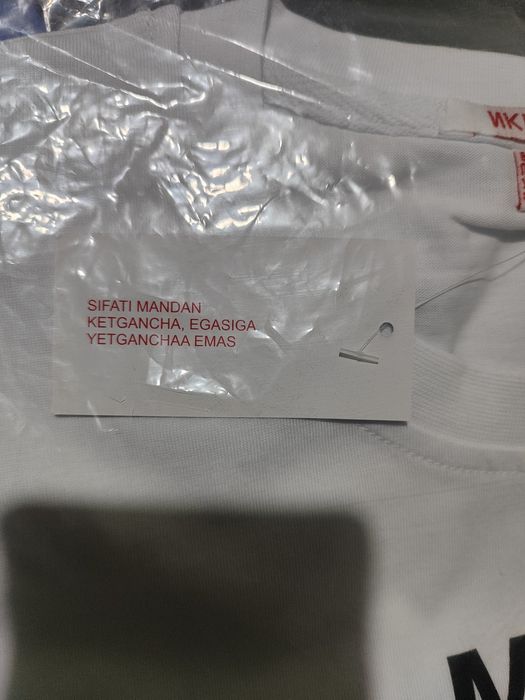 SIFATI MANDAN
KETGANCHA, EGASIGA
YETGANCHAA EMAS